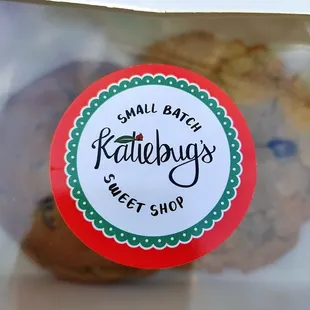 SMALL BATCH
Katiebug's
SWEET SHOP